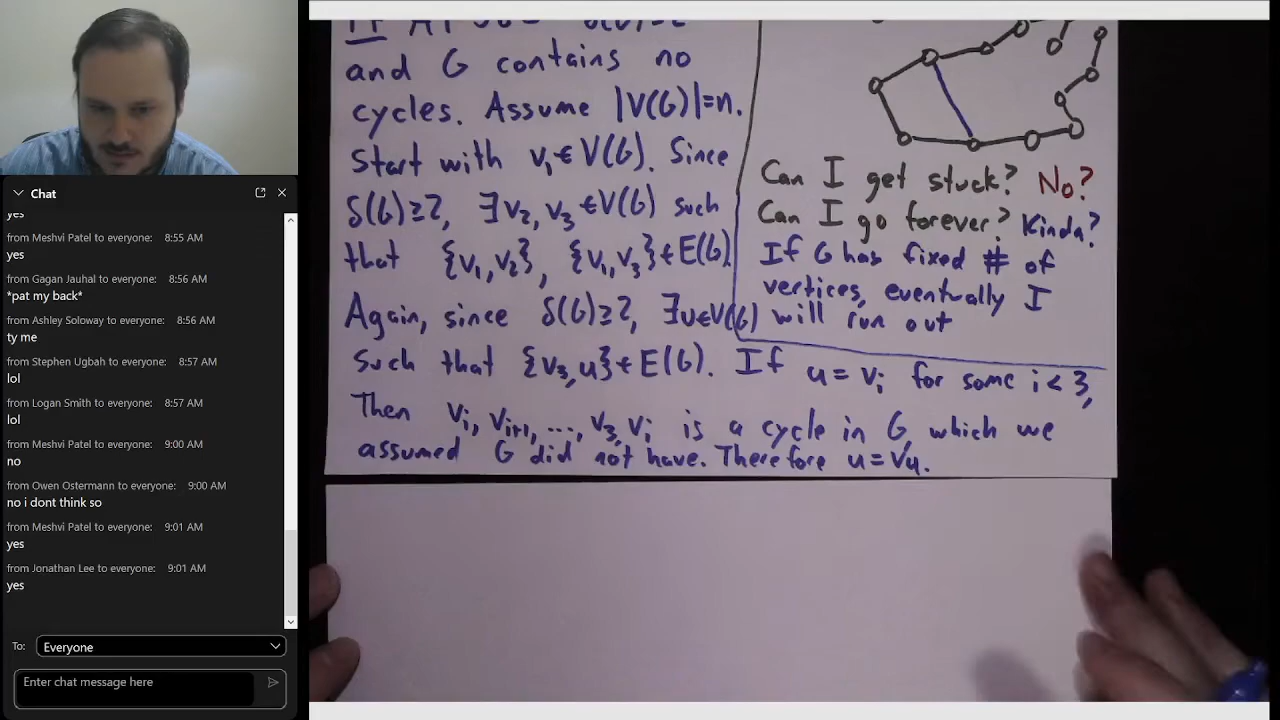 Chat
yes
from Meshvi Patel to everyone: 8:55 AM
yes
from Gagan Jauhal to everyone: 8:56 AM
*pat my back*
from Ashley Soloway to everyone: 8:56 AM
ty me
from Stephen Ugbah to everyone: 8:57 AM
lol
from Logan Smith to everyone: 8:57 AM
lol
from Meshvi Patel to everyone: 9:00 AM
no
from Owen Ostermann to everyone: 9:00 AM
no i dont think so
from Meshvi Patel to everyone: 9:01 AM
yes
from Jonathan Lee to everyone: 9:01 AM
yes
To: Everyone
Enter chat message here
and G contains no
cycles. Assume |V(G)|=n.
Start with v₁∈V(G). Since
δ(G)≥2, ∃v₂,v₃∈V(G) such
that {v₁,v₂}, {v₁,v₃}∈E(G).
Again, since δ(G)≥2, ∃u∈V(G)
such that {v₃,u}∈E(G). If u=vᵢ for some i<3,
Then vᵢ, vᵢ₊₁, ..., v₃, vᵢ is a cycle in G, which we
assumed G did not have. Therefore u=v₄.
Can I get stuck? No?
Can I go forever? Kinda?
If G has fixed # of
vertices, eventually I
will run out